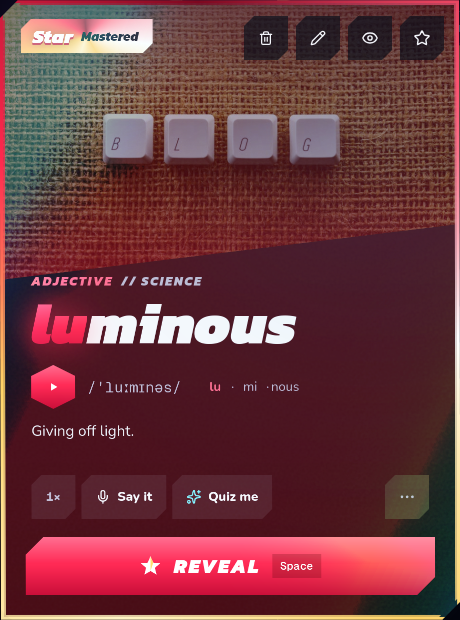 Star Mastered
B L O G
ADJECTIVE // SCIENCE
luminous
/ˈluːmɪnəs/ lu · mi · nous
Giving off light.
1× Say it Quiz me ...
REVEAL Space